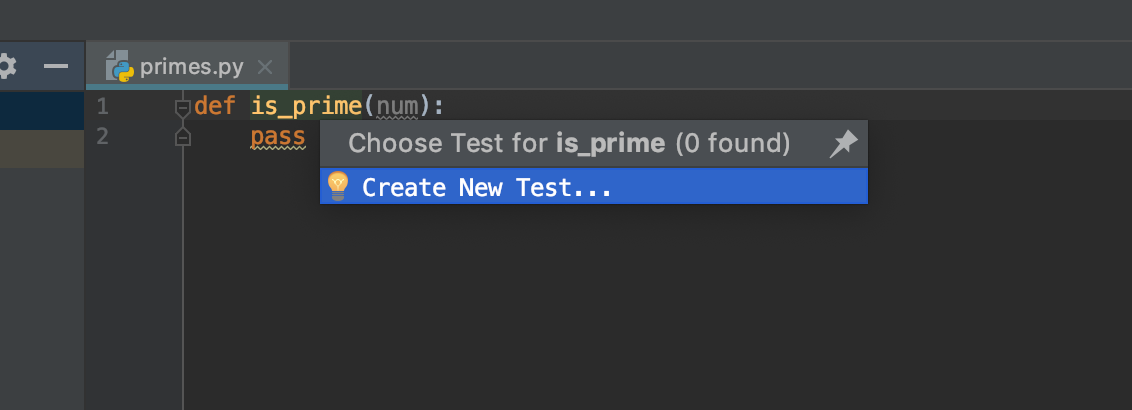 primes.py
1 def is_prime(num):
2 pass
Choose Test for is_prime (0 found)
Create New Test...